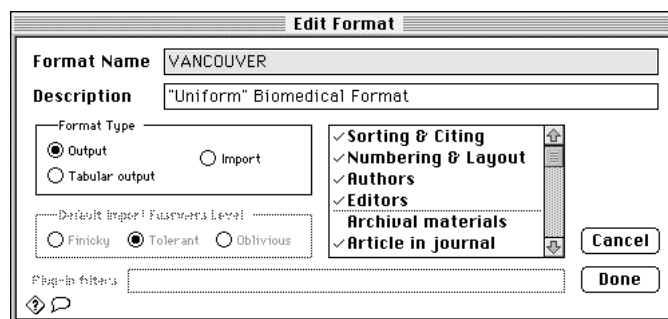 Edit Format
Format Name VANCOUVER
Description "Uniform" Biomedical Format
Format Type
Output
Import
Tabular output
Default Import Fussiness Level
Finicky Tolerant Oblivious
Plug-in filters
✓Sorting & Citing
✓Numbering & Layout
✓Authors
✓Editors
Archival materials
✓Article in journal
Cancel
Done
?